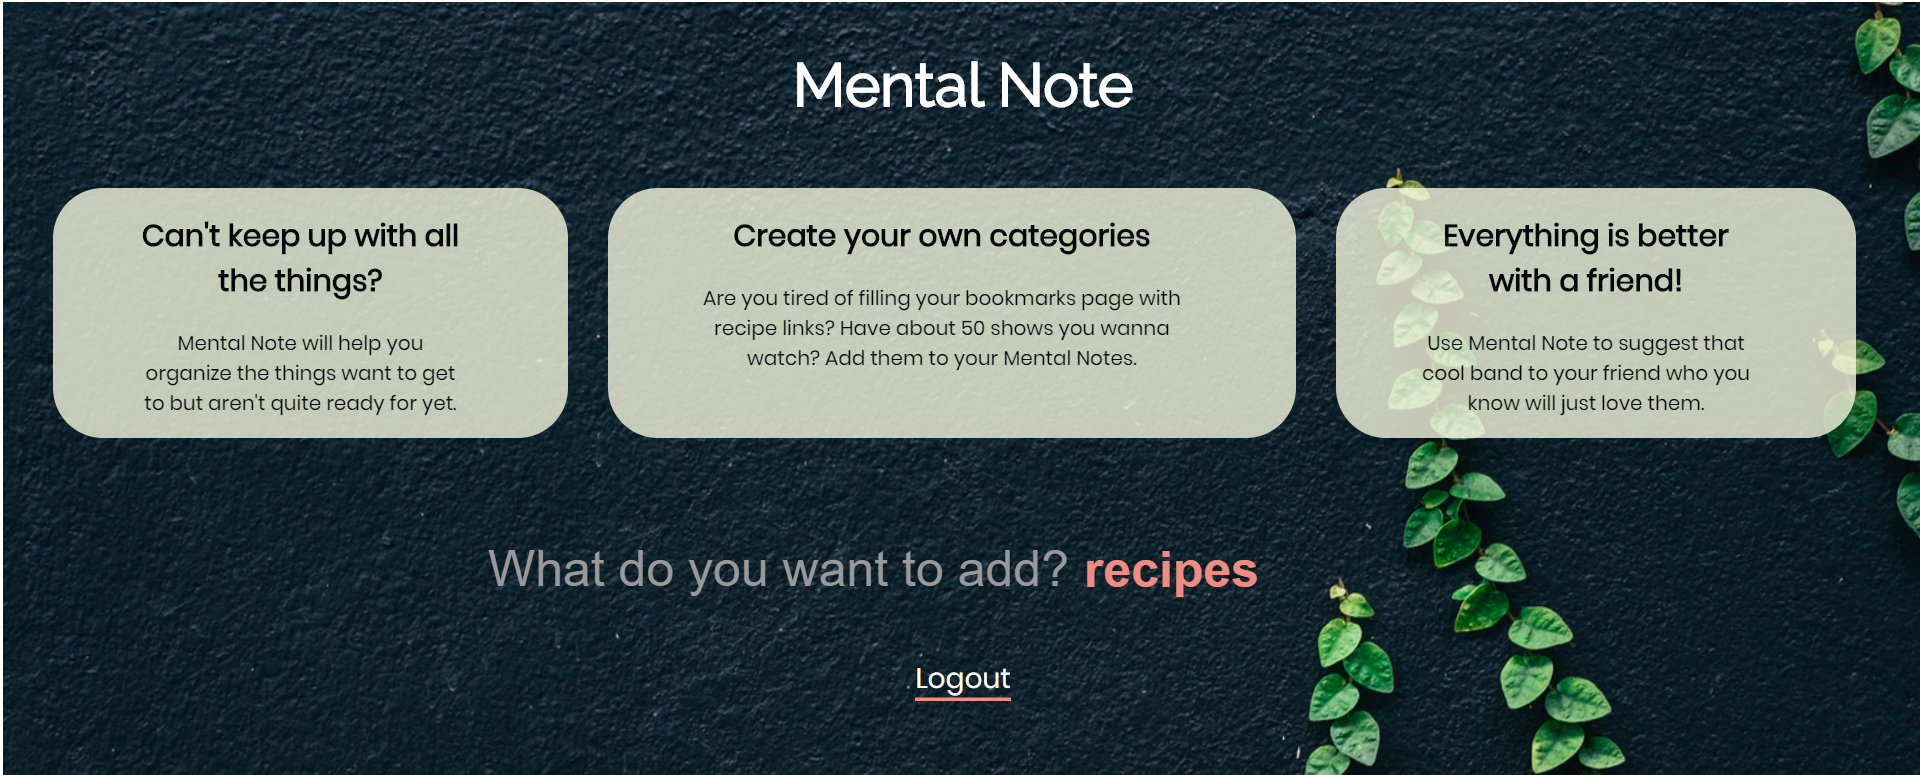 Mental Note
Can't keep up with all
the things?
Mental Note will help you
organize the things want to get
to but aren't quite ready for yet.
Create your own categories
Are you tired of filling your bookmarks page with
recipe links? Have about 50 shows you wanna
watch? Add them to your Mental Notes.
Everything is better
with a friend!
Use Mental Note to suggest that
cool band to your friend who you
know will just love them.
What do you want to add? recipes
Logout